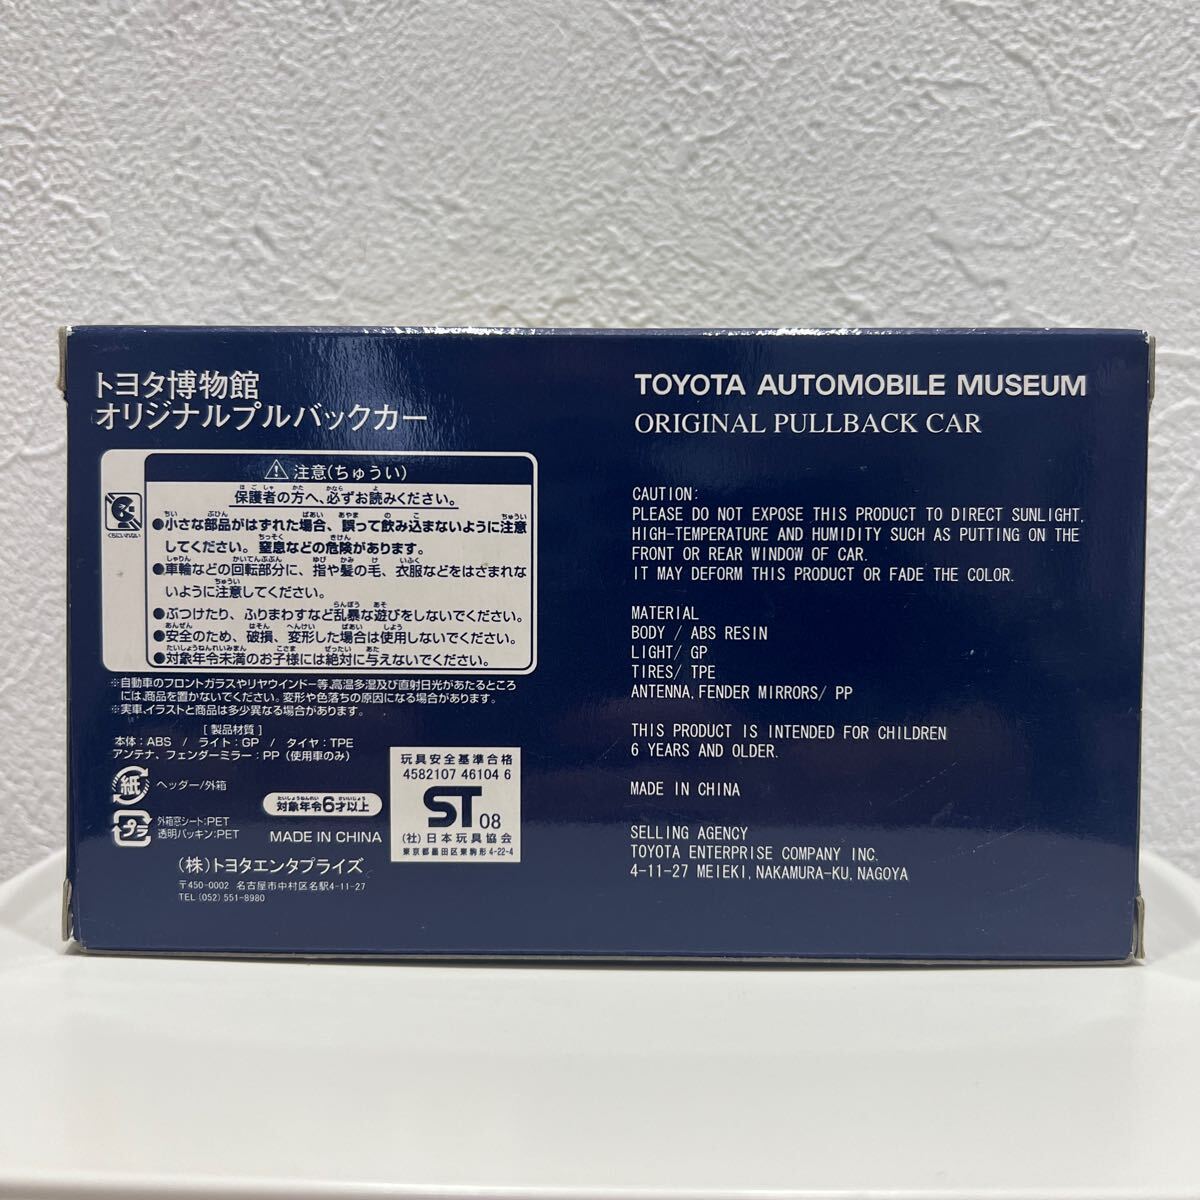 トヨタ博物館
オリジナルプルバックカー
⚠ 注意(ちゅうい)
保護者の方へ、必ずお読みください。
くちにいれない
●小さな部品がはずれた場合、誤って飲み込まないように注意
してください。窒息などの危険があります。
●車輪などの回転部分に、指や髪の毛、衣服などをはさまれな
いように注意してください。
●ぶつけたり、ふりまわすなど乱暴な遊びをしないでください。
●安全のため、破損、変形した場合は使用しないでください。
●対象年令未満のお子様には絶対に与えないでください。
※自動車のフロントガラスやリヤウインドー等、高温多湿及び直射日光があたるところ
には、商品を置かないでください。変形や色落ちの原因になる場合があります。
※実車、イラストと商品は多少異なる場合があります。
[ 製品材質 ]
本体:ABS / ライト:GP / タイヤ:TPE
アンテナ、フェンダーミラー:PP (使用車のみ)
紙 ヘッダー/外箱
プラ 外箱窓シート:PET
透明パッキン:PET
対象年令6才以上
MADE IN CHINA
玩具安全基準合格
4582107 46104 6
ST 08
(社)日本玩具協会
東京都墨田区東駒形4-22-4
(株)トヨタエンタプライズ
〒450-0002 名古屋市中村区名駅4-11-27
TEL (052) 551-8980
TOYOTA AUTOMOBILE MUSEUM
ORIGINAL PULLBACK CAR
CAUTION:
PLEASE DO NOT EXPOSE THIS PRODUCT TO DIRECT SUNLIGHT,
HIGH-TEMPERATURE AND HUMIDITY SUCH AS PUTTING ON THE
FRONT OR REAR WINDOW OF CAR.
IT MAY DEFORM THIS PRODUCT OR FADE THE COLOR.
MATERIAL
BODY / ABS RESIN
LIGHT/ GP
TIRES/ TPE
ANTENNA, FENDER MIRRORS/ PP
THIS PRODUCT IS INTENDED FOR CHILDREN
6 YEARS AND OLDER.
MADE IN CHINA
SELLING AGENCY
TOYOTA ENTERPRISE COMPANY INC.
4-11-27 MEIEKI, NAKAMURA-KU, NAGOYA